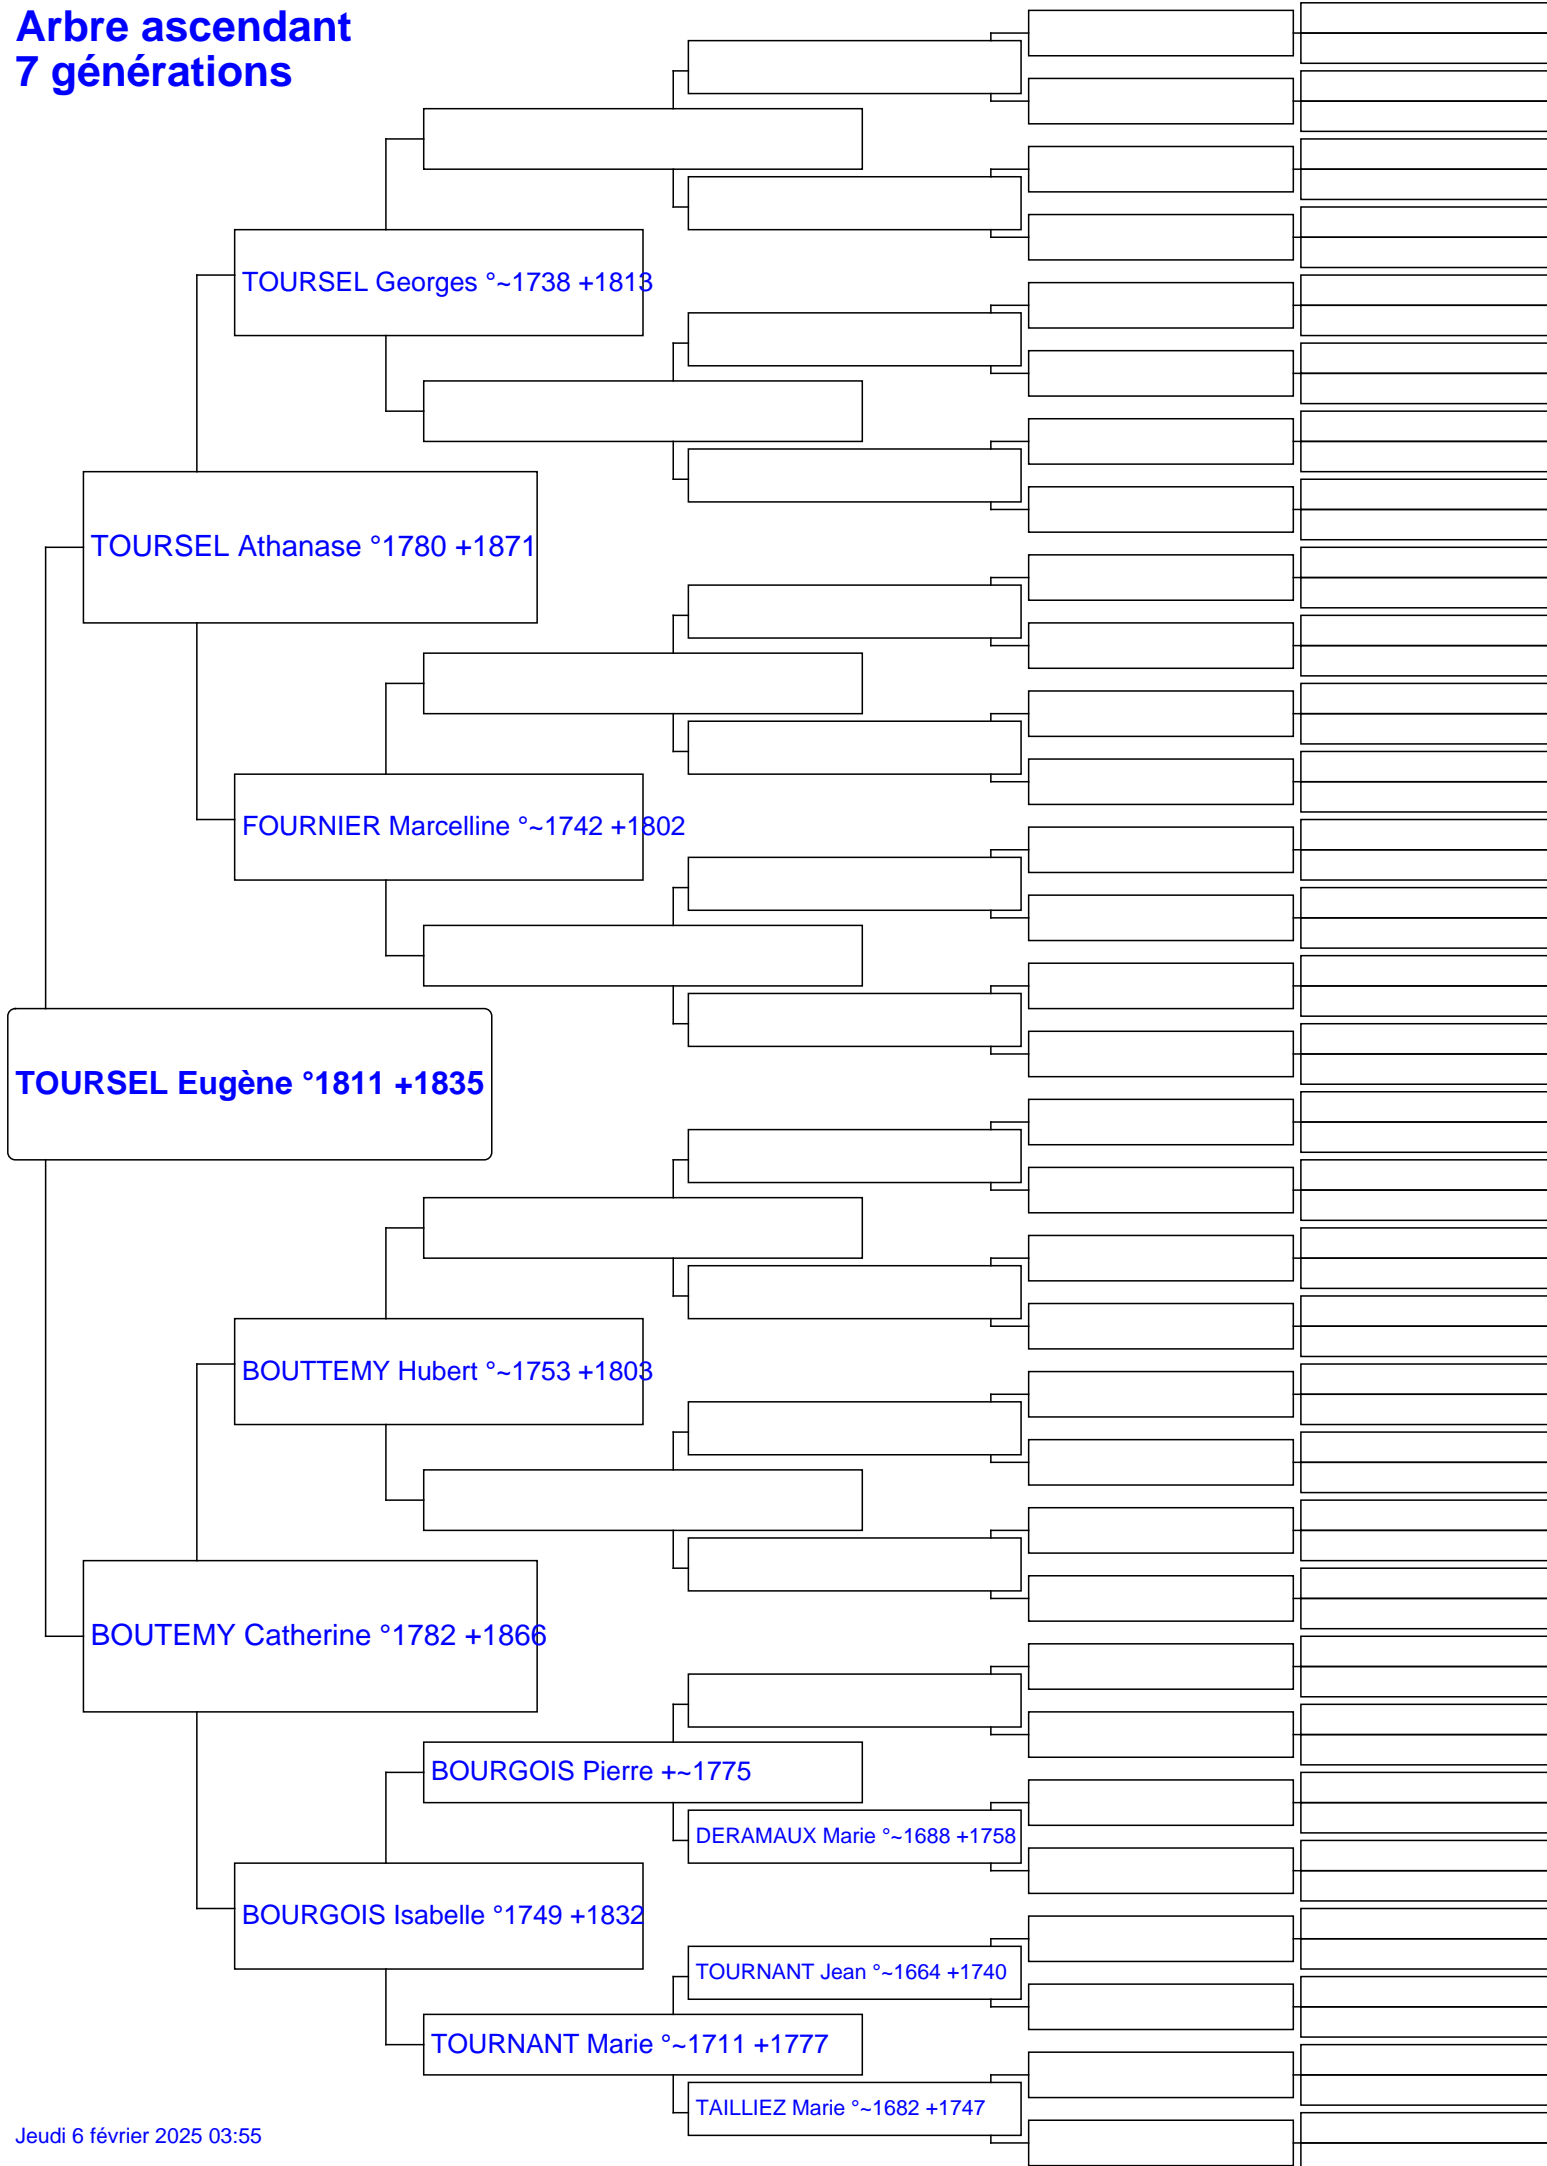 Arbre ascendant
7 générations
TOURSEL Georges °~1738 +1813
TOURSEL Athanase °1780 +1871
FOURNIER Marcelline °~1742 +1802
TOURSEL Eugène °1811 +1835
BOUTTEMY Hubert °~1753 +1803
BOUTEMY Catherine °1782 +1866
BOURGOIS Pierre +~1775
DERAMAUX Marie °~1688 +1758
BOURGOIS Isabelle °1749 +1832
TOURNANT Jean °~1664 +1740
TOURNANT Marie °~1711 +1777
TAILLIEZ Marie °~1682 +1747
Jeudi 6 février 2025 03:55